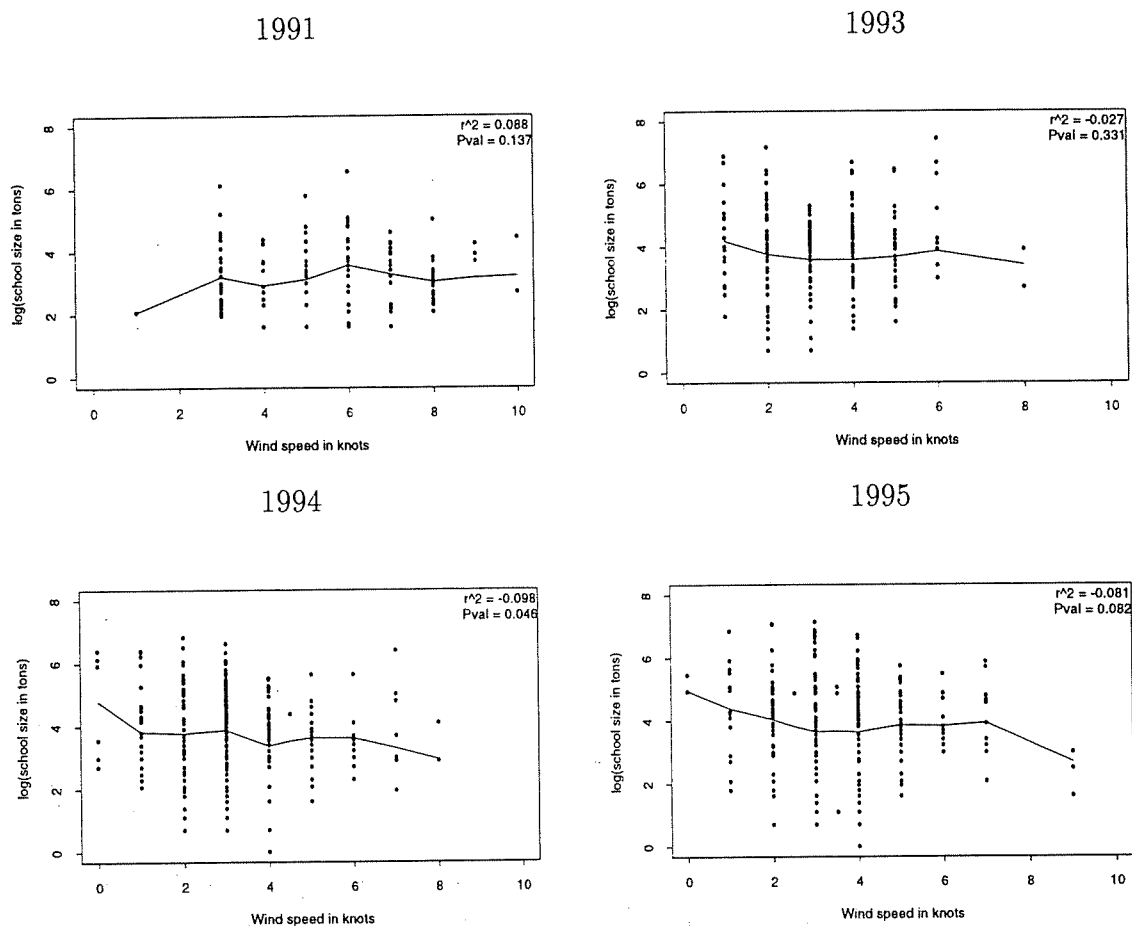 1991
r^2 = 0.088
Pval = 0.137
log(school size in tons)
8
6
4
2
0
0 2 4 6 8 10
Wind speed in knots
1993
r^2 = -0.027
Pval = 0.331
log(school size in tons)
8
6
4
2
0
0 2 4 6 8 10
Wind speed in knots
1994
r^2 = -0.098
Pval = 0.046
log(school size in tons)
8
6
4
2
0
0 2 4 6 8 10
Wind speed in knots
1995
r^2 = -0.081
Pval = 0.082
log(school size in tons)
8
6
4
2
0
0 2 4 6 8 10
Wind speed in knots